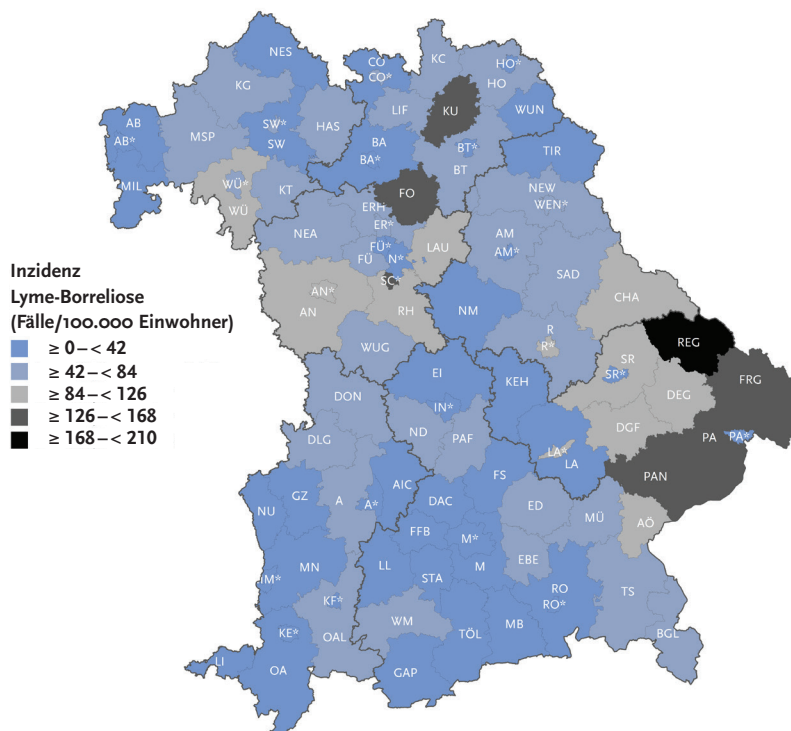 NES
CO
CO*
KC
HO*
HO
KG
LIF
KU
WUN
AB
AB*
MSP
SW*
SW
HAS
BA
BA*
BT*
BT
TIR
MIL
WÜ*
WÜ
KT
FO
ERH
ER*
NEW
WEN*
NEA
FÜ*
FÜ
N*
LAU
AM
AM*
SAD
CHA
AN*
AN
SC*
RH
NM
R
R*
REG
WUG
SR
SR*
FRG
Inzidenz
Lyme-Borreliose
(Fälle/100.000 Einwohner)
≥ 0 – < 42
≥ 42 – < 84
≥ 84 – < 126
≥ 126 – < 168
≥ 168 – < 210
EI
KEH
DEG
DON
IN*
ND
PAF
DGF
PA
PA*
DLG
LA*
LA
PAN
GZ
AIC
FS
NU
A
A*
DAC
ED
MÜ
AÖ
FFB
M*
EBE
MN
LL
STA
M
RO
RO*
TS
KF*
WM
KE*
OAL
TÖL
MB
BGL
LI
OA
GAP